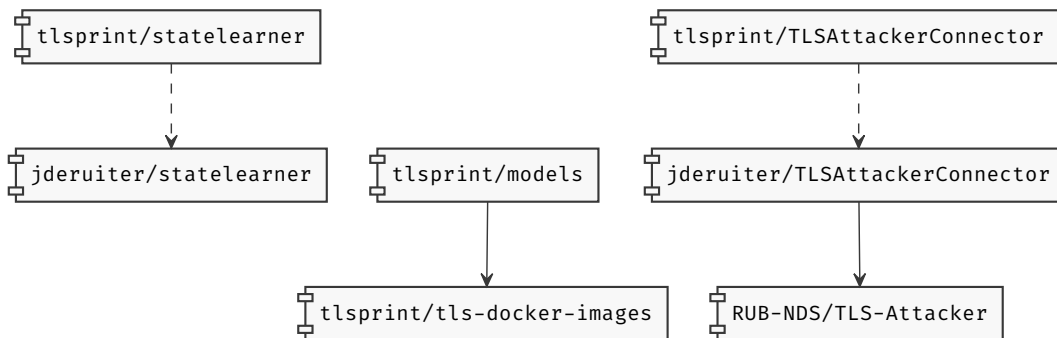 tlsprint/statelearner
tlsprint/TLSAttackerConnector
jderuiter/statelearner
tlsprint/models
jderuiter/TLSAttackerConnector
tlsprint/tls-docker-images
RUB-NDS/TLS-Attacker